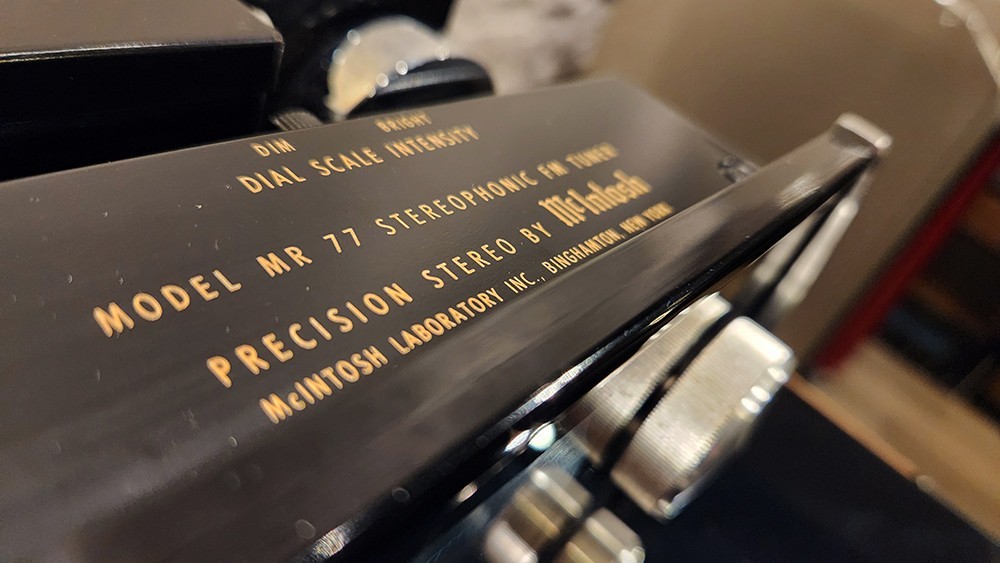 DIM BRIGHT
DIAL SCALE INTENSITY
MODEL MR 77 STEREOPHONIC FM TUNER
PRECISION STEREO BY McIntosh
McINTOSH LABORATORY INC., BINGHAMTON, NEW YORK